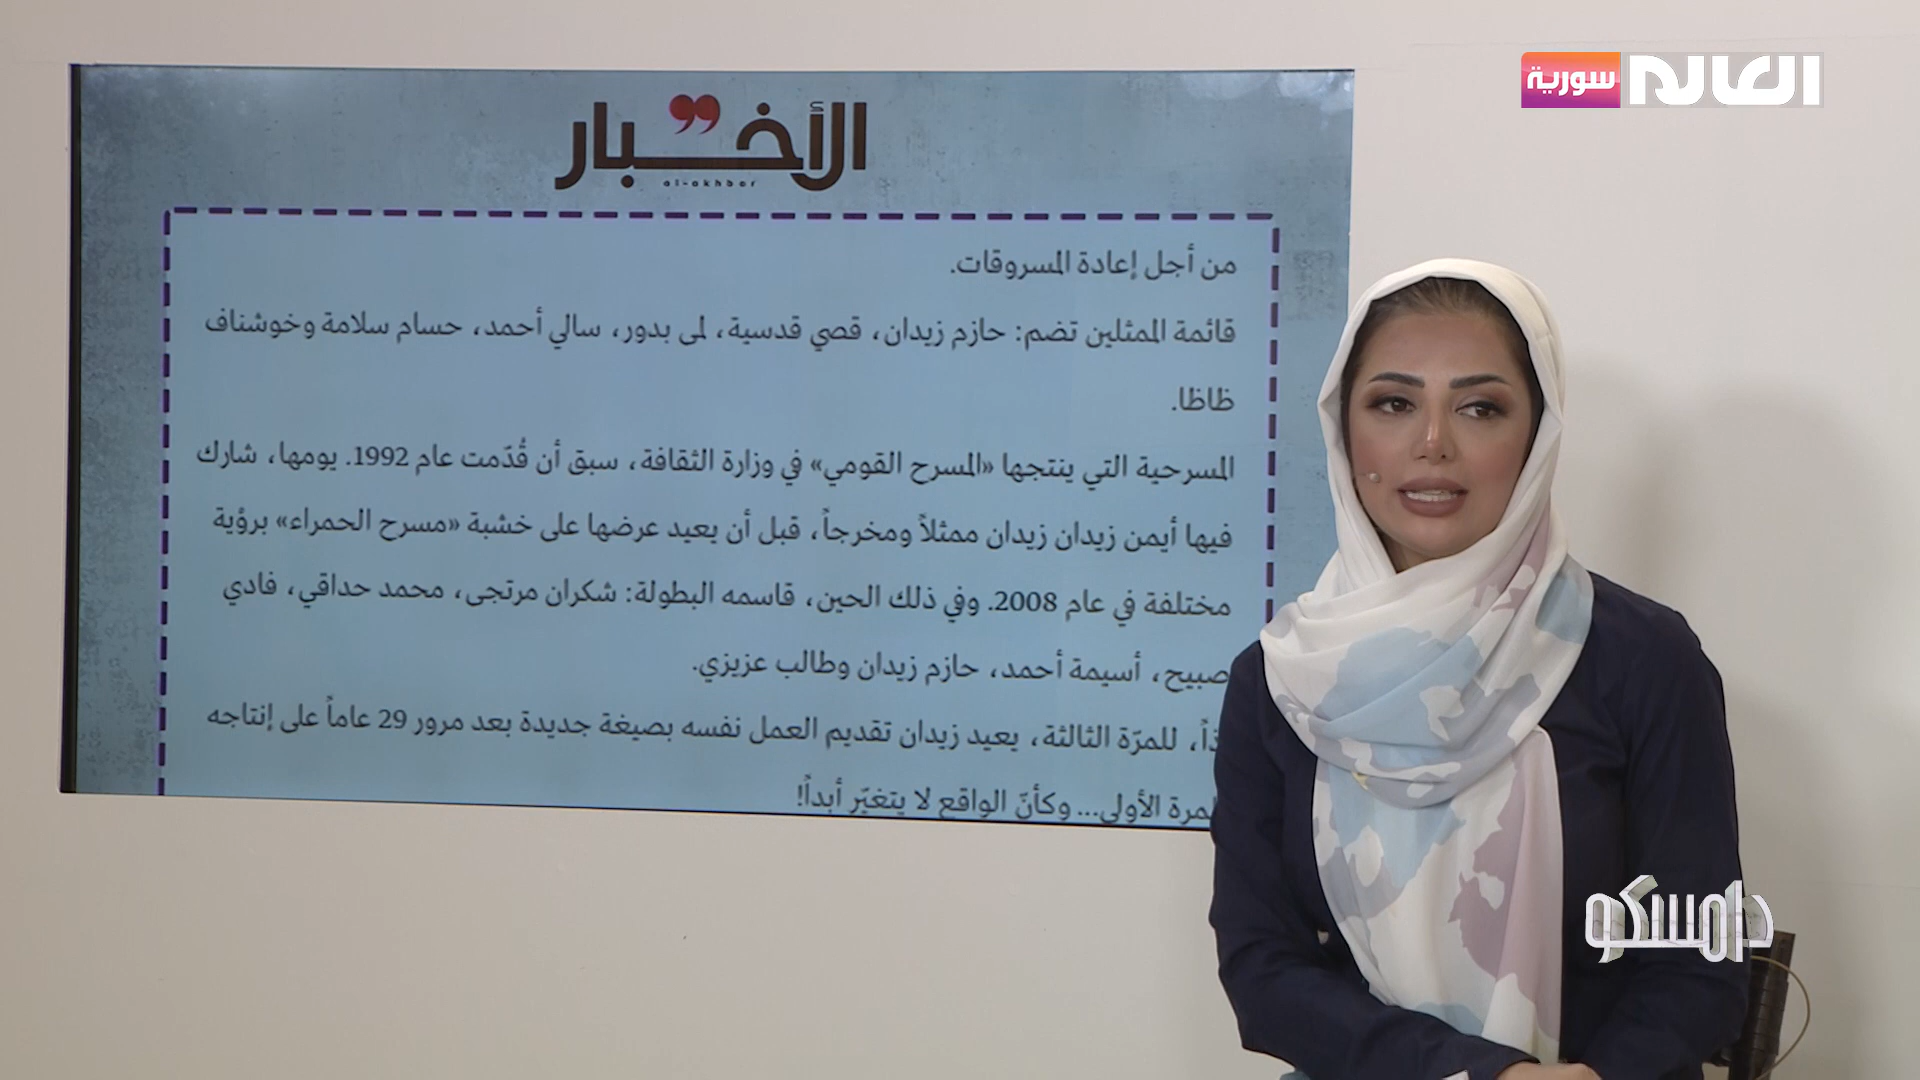 العالم سورية
الأخبار
al-akhbar
من أجل إعادة المسروقات.
قائمة الممثلين تضم: حازم زيدان، قصي قدسية، لمى بدور، سالي أحمد، حسام سلامة وخوشناف
ظاظا.
المسرحية التي ينتجها «المسرح القومي» في وزارة الثقافة، سبق أن قُدّمت عام 1992. يومها، شارك
فيها أيمن زيدان زيدان ممثلاً ومخرجاً، قبل أن يعيد عرضها على خشبة «مسرح الحمراء» برؤية
مختلفة في عام 2008. وفي ذلك الحين، قاسمه البطولة: شكران مرتجى، محمد حداقي، فادي
صبيح، أسيمة أحمد، حازم زيدان وطالب عزيزي.
للمرّة الثالثة، يعيد زيدان تقديم العمل نفسه بصيغة جديدة بعد مرور 29 عاماً على إنتاجه
الأولى... وكأنّ الواقع لا يتغيّر أبداً!
دامسكو